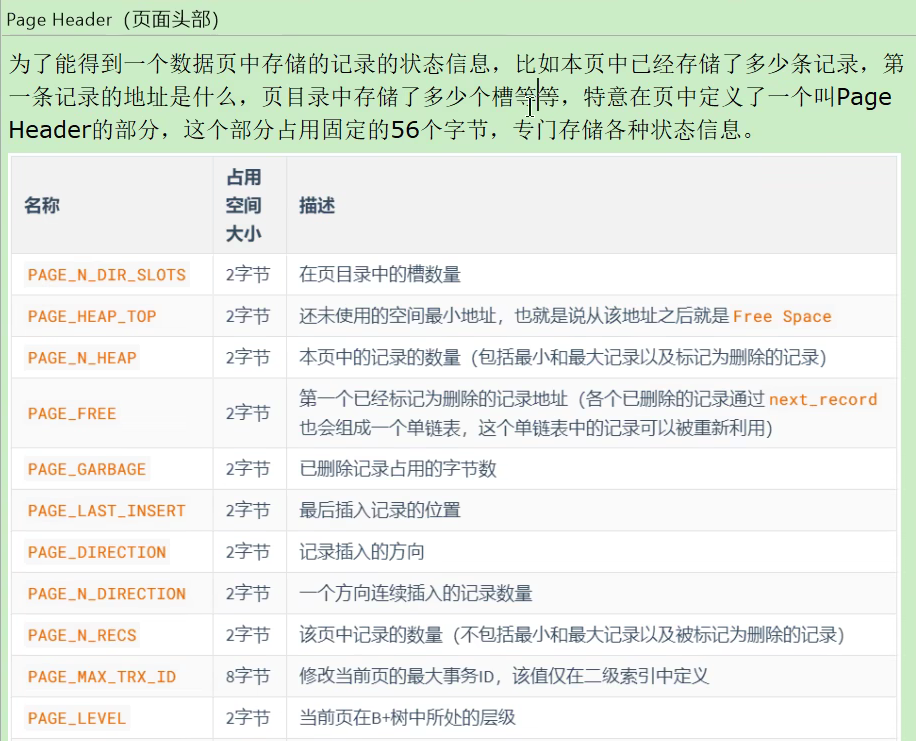 Page Header（页面头部）
为了能得到一个数据页中存储的记录的状态信息，比如本页中已经存储了多少条记录，第
一条记录的地址是什么，页目录中存储了多少个槽等等，特意在页中定义了一个叫Page
Header的部分，这个部分占用固定的56个字节，专门存储各种状态信息。
名称 占用空间大小 描述
PAGE_N_DIR_SLOTS 2字节 在页目录中的槽数量
PAGE_HEAP_TOP 2字节 还未使用的空间最小地址，也就是说从该地址之后就是 Free Space
PAGE_N_HEAP 2字节 本页中的记录的数量（包括最小和最大记录以及标记为删除的记录）
PAGE_FREE 2字节 第一个已经标记为删除的记录地址（各个已删除的记录通过 next_record
也会组成一个单链表，这个单链表中的记录可以被重新利用）
PAGE_GARBAGE 2字节 已删除记录占用的字节数
PAGE_LAST_INSERT 2字节 最后插入记录的位置
PAGE_DIRECTION 2字节 记录插入的方向
PAGE_N_DIRECTION 2字节 一个方向连续插入的记录数量
PAGE_N_RECS 2字节 该页中记录的数量（不包括最小和最大记录以及被标记为删除的记录）
PAGE_MAX_TRX_ID 8字节 修改当前页的最大事务ID，该值仅在二级索引中定义
PAGE_LEVEL 2字节 当前页在B+树中所处的层级